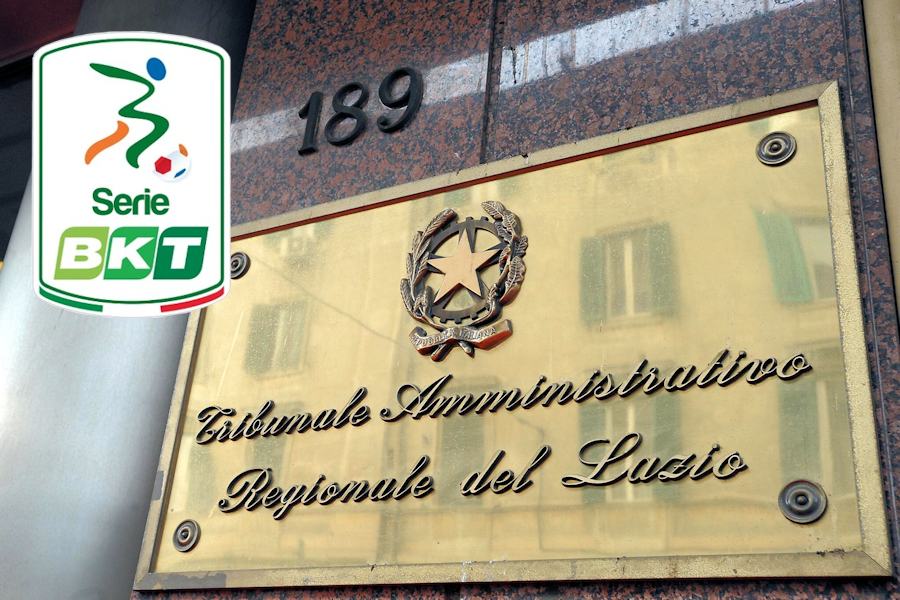 189
Serie
BKT
REPUBBLICA ITALIANA
Tribunale Amministrativo
Regionale del Lazio